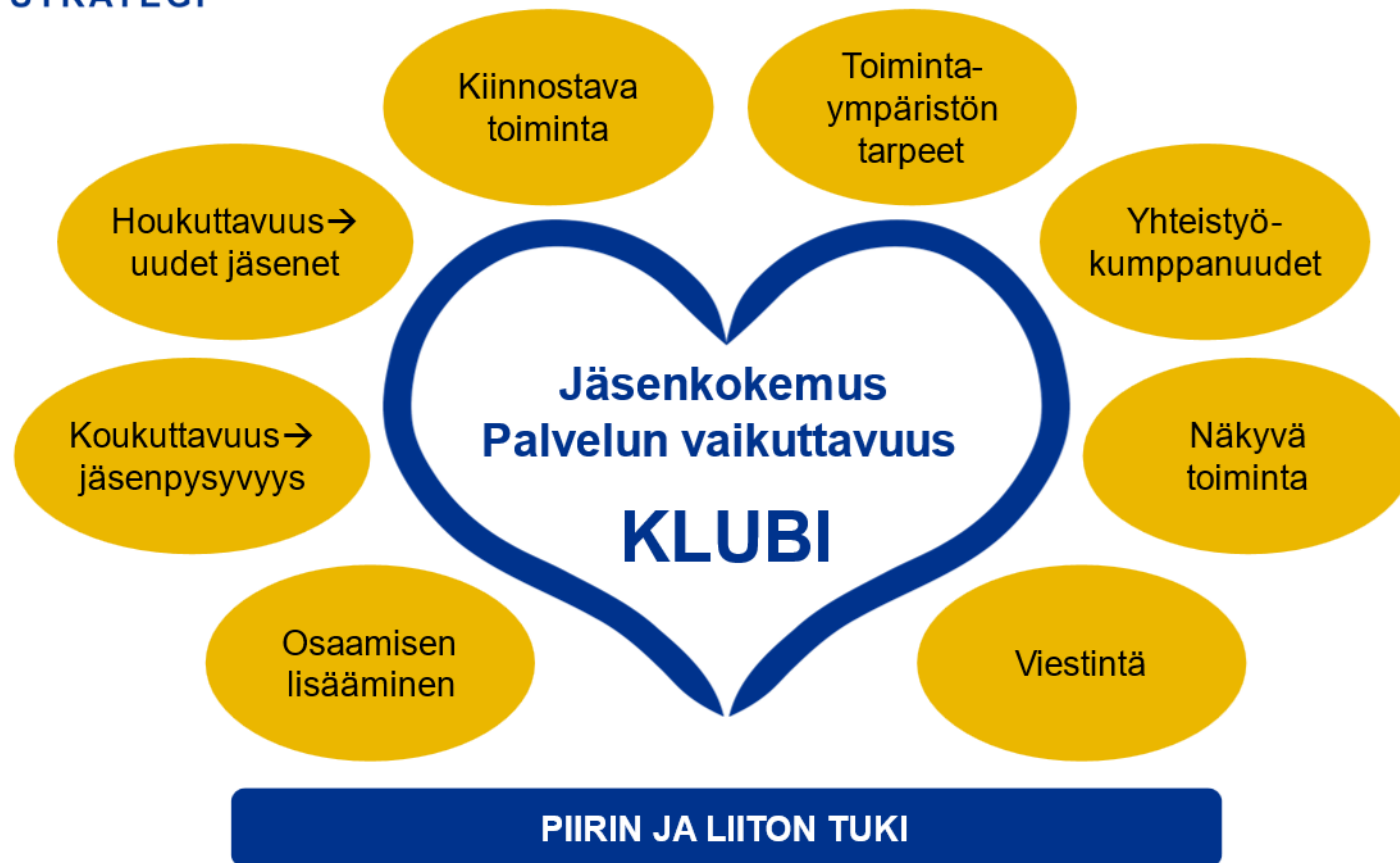 Kiinnostava
toiminta
Toiminta-
ympäristön
tarpeet
Houkuttavuus→
uudet jäsenet
Yhteistyö-
kumppanuudet
Koukuttavuus→
jäsenpysyvyys
Jäsenkokemus
Palvelun vaikuttavuus
KLUBI
Näkyvä
toiminta
Osaamisen
lisääminen
Viestintä
PIIRIN JA LIITON TUKI